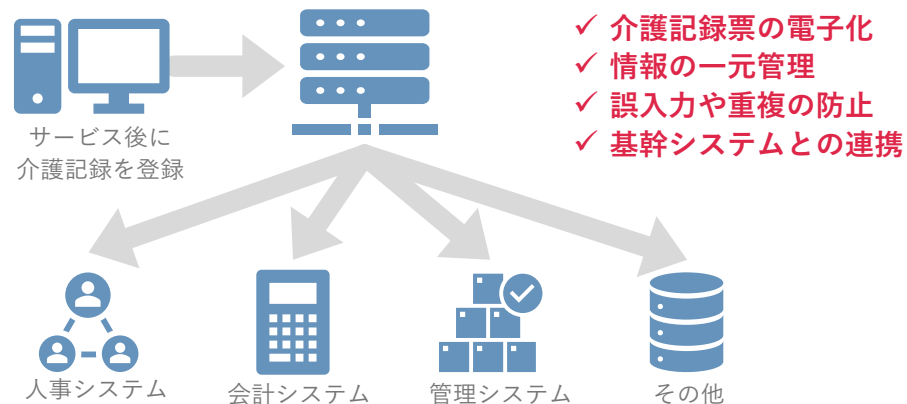 ✓ 介護記録票の電子化
✓ 情報の一元管理
✓ 誤入力や重複の防止
✓ 基幹システムとの連携
サービス後に
介護記録を登録
人事システム
会計システム
管理システム
その他